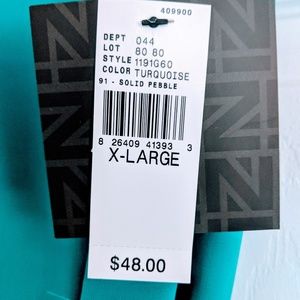 409900
DEPT 044
LOT 80 80
STYLE 1191G60
COLOR TURQUOISE
91 - SOLID PEBBLE
8 26409 41393 3
X-LARGE
$48.00